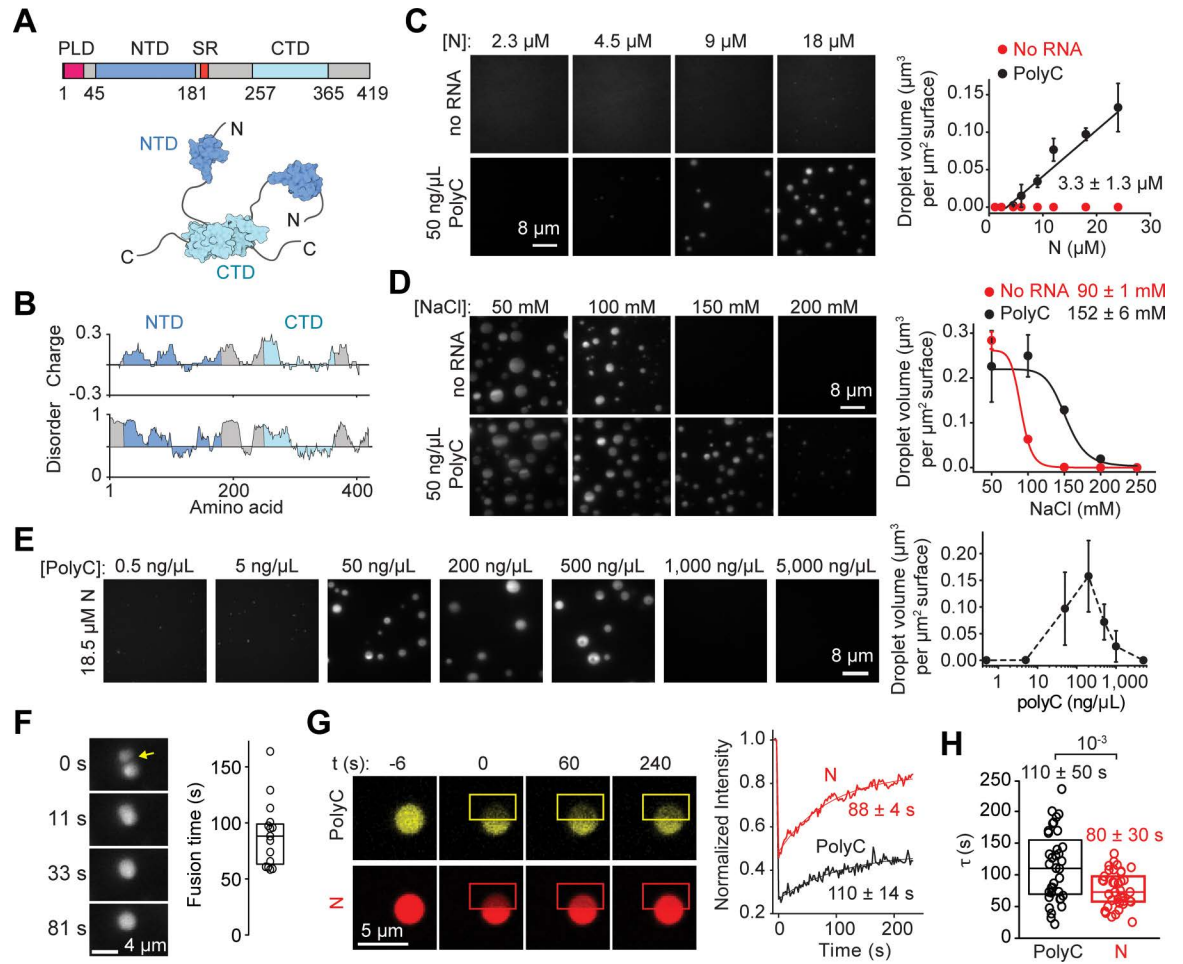 A
PLD NTD SR CTD
1 45 181 257 365 419
N
NTD
N
C
C
CTD
B
NTD CTD
Charge
0.3
-0.3
Disorder
1
0
1 200 400
Amino acid
C
[N]: 2.3 µM 4.5 µM 9 µM 18 µM
no RNA
50 ng/µL
PolyC
8 µm
No RNA
PolyC
Droplet volume (µm³
per µm² surface)
0.15
0.10
0.05
0.00
3.3 ± 1.3 µM
0 10 20 30
N (µM)
D
[NaCl]: 50 mM 100 mM 150 mM 200 mM
no RNA
50 ng/µL
PolyC
8 µm
No RNA 90 ± 1 mM
PolyC 152 ± 6 mM
Droplet volume (µm³
per µm² surface)
0.3
0.2
0.1
0.0
50 100 150 200 250
NaCl (mM)
E
[PolyC]: 0.5 ng/µL 5 ng/µL 50 ng/µL 200 ng/µL 500 ng/µL 1,000 ng/µL 5,000 ng/µL
18.5 µM N
8 µm
Droplet volume (µm³
per µm² surface)
0.20
0.15
0.10
0.05
0.00
1 10 100 1,000
polyC (ng/µL)
F
0 s
11 s
33 s
81 s
4 µm
Fusion time (s)
150
100
50
0
G
t (s): -6 0 60 240
PolyC
N
5 µm
Normalized Intensity
1.0
0.8
0.6
0.4
0.2
N
88 ± 4 s
PolyC
110 ± 14 s
0 100 200
Time (s)
H
10⁻³
110 ± 50 s
80 ± 30 s
τ (s)
250
200
150
100
50
0
PolyC N